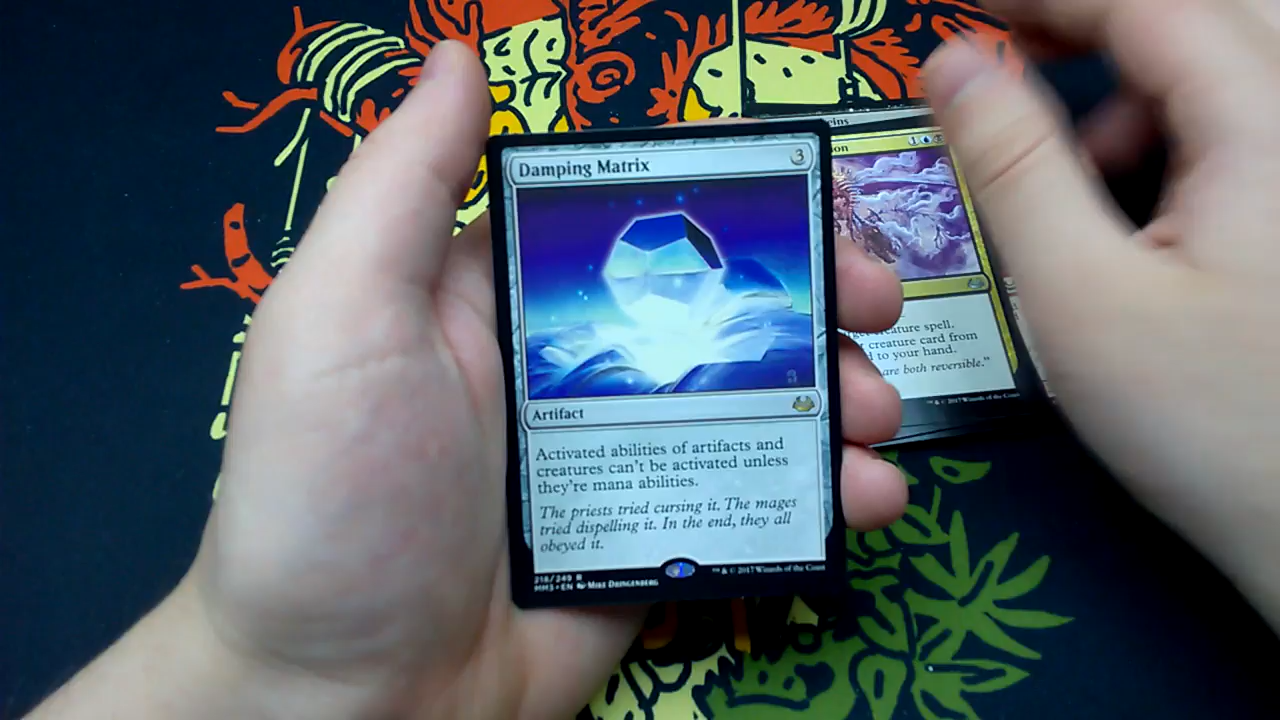 Damping Matrix
3
Artifact
Activated abilities of artifacts and
creatures can't be activated unless
they're mana abilities.
The priests tried cursing it. The mages
tried dispelling it. In the end, they all
obeyed it.
218/249 R
MM3 • EN Mike Dringenberg
™ & © 2017 Wizards of the Coast
1
creature spell.
creature card from
to your hand.
are both reversible."
™ & © 2017 Wizards of the Coast